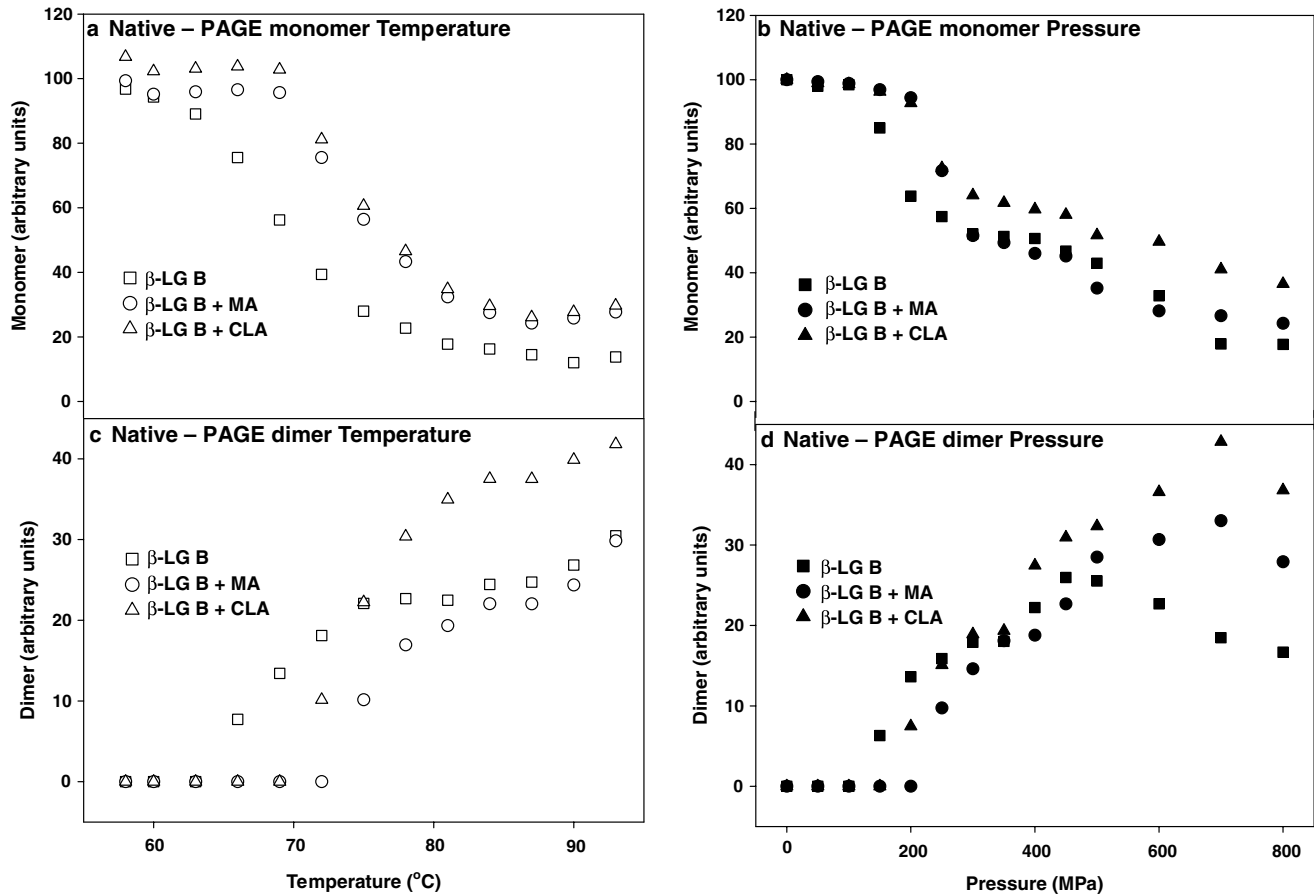 a Native – PAGE monomer Temperature
120
100
80
60
40
20
0
Monomer (arbitrary units)
β-LG B
β-LG B + MA
β-LG B + CLA
b Native – PAGE monomer Pressure
120
100
80
60
40
20
0
Monomer (arbitrary units)
β-LG B
β-LG B + MA
β-LG B + CLA
c Native – PAGE dimer Temperature
40
30
20
10
0
Dimer (arbitrary units)
β-LG B
β-LG B + MA
β-LG B + CLA
60 70 80 90
Temperature (°C)
d Native – PAGE dimer Pressure
40
30
20
10
0
Dimer (arbitrary units)
β-LG B
β-LG B + MA
β-LG B + CLA
0 200 400 600 800
Pressure (MPa)